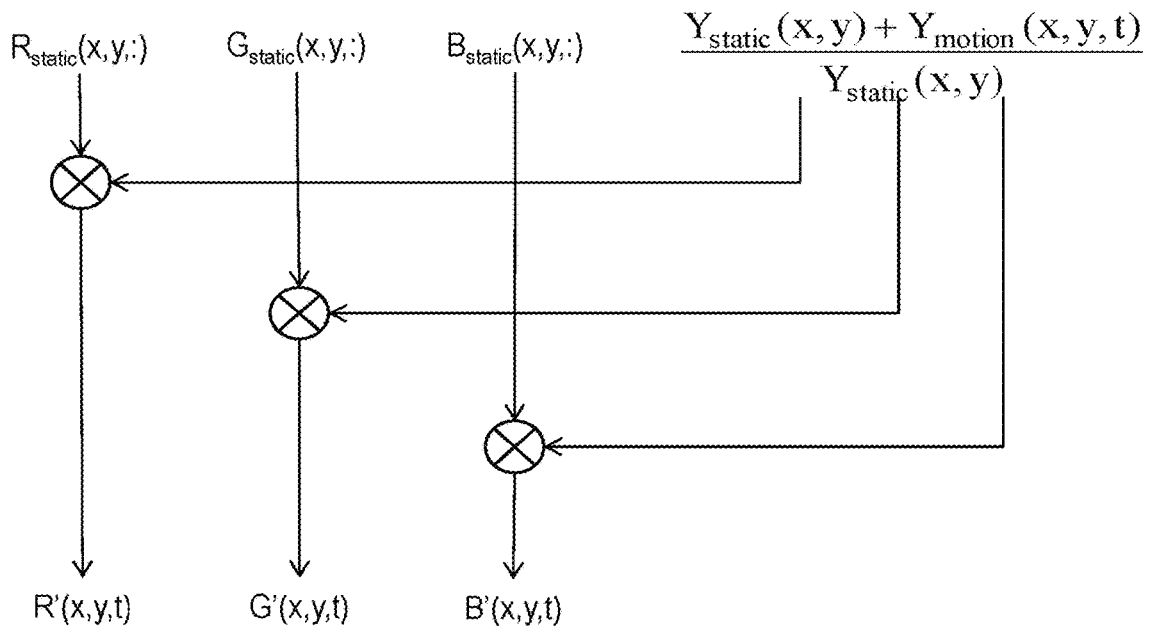 R_static(x,y,:)
G_static(x,y,:)
B_static(x,y,:)
Y_static(x, y) + Y_motion(x, y, t)
Y_static(x, y)
R'(x,y,t)
G'(x,y,t)
B'(x,y,t)